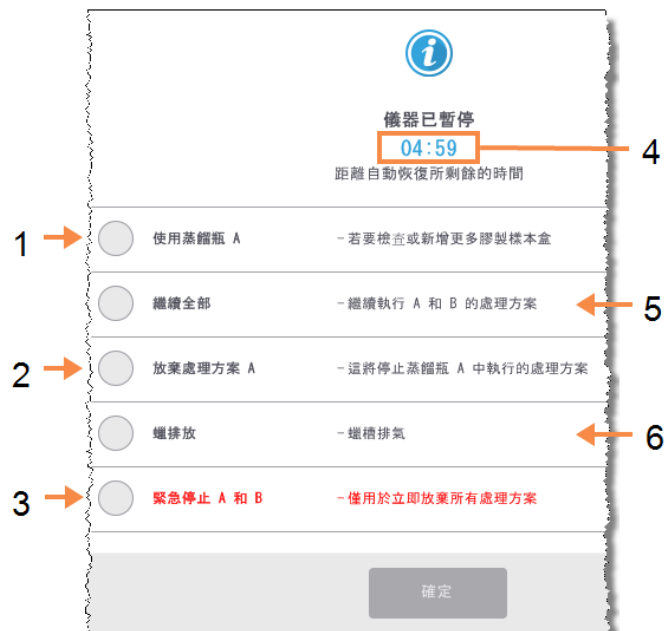 儀器已暫停
04:59
4
距離自動恢復所剩餘的時間
1
使用蒸餾瓶 A
－若要檢查或新增更多膠製樣本盒
繼續全部
－繼續執行 A 和 B 的處理方案
5
2
放棄處理方案 A
－這將停止蒸餾瓶 A 中執行的處理方案
蠟排放
－蠟槽排氣
6
3
緊急停止 A 和 B
－僅用於立即放棄所有處理方案
確定